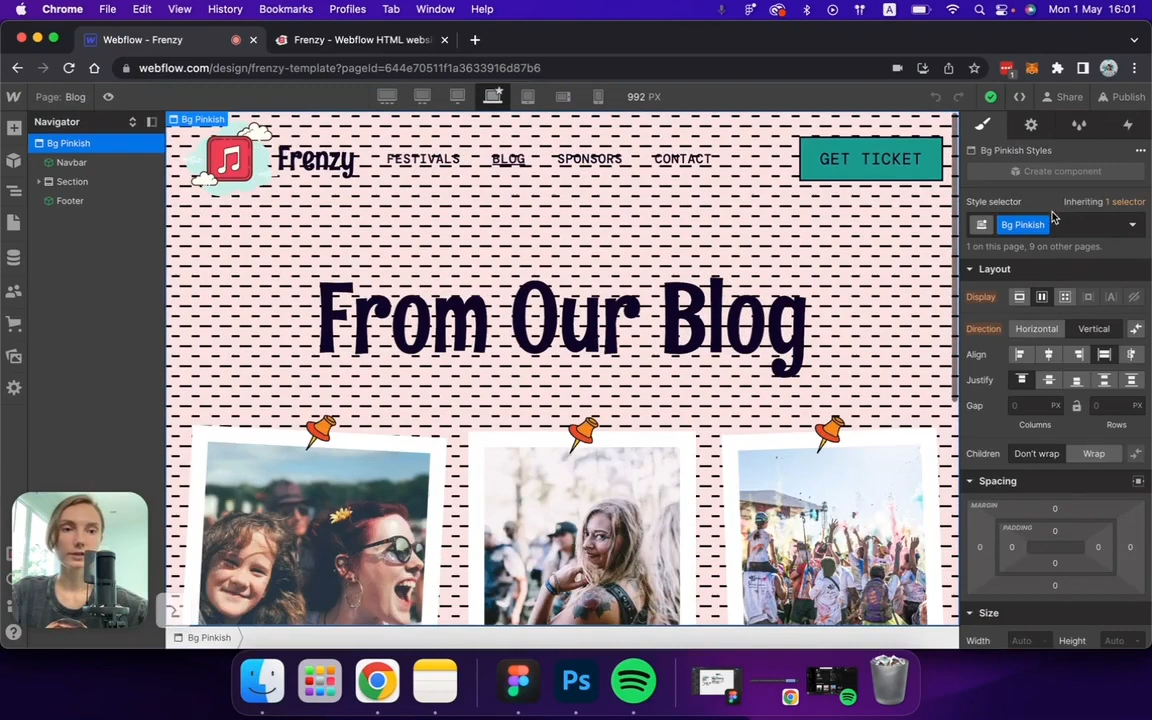 Chrome File Edit View History Bookmarks Profiles Tab Window Help A Mon 1 May 16:01
Webflow - Frenzy Frenzy - Webflow HTML websi
webflow.com/design/frenzy-template?pageId=644e70511f1a3633916d87b6 1
W Page: Blog 992 PX Share Publish
Navigator
Bg Pinkish
Navbar
Section
Footer
Bg Pinkish
Frenzy FESTIVALS BLOG SPONSORS CONTACT GET TICKET
From Our Blog
Bg Pinkish
Bg Pinkish Styles
Create component
Style selector Inheriting 1 selector
Bg Pinkish
1 on this page, 9 on other pages.
Layout
Display
Direction Horizontal Vertical
Align
Justify
Gap 0 PX 0 PX
Columns Rows
Children Don't wrap Wrap
Spacing
MARGIN 0
PADDING 0
0 0 0 0
0
0
Size
Width Auto Height Auto
Ps